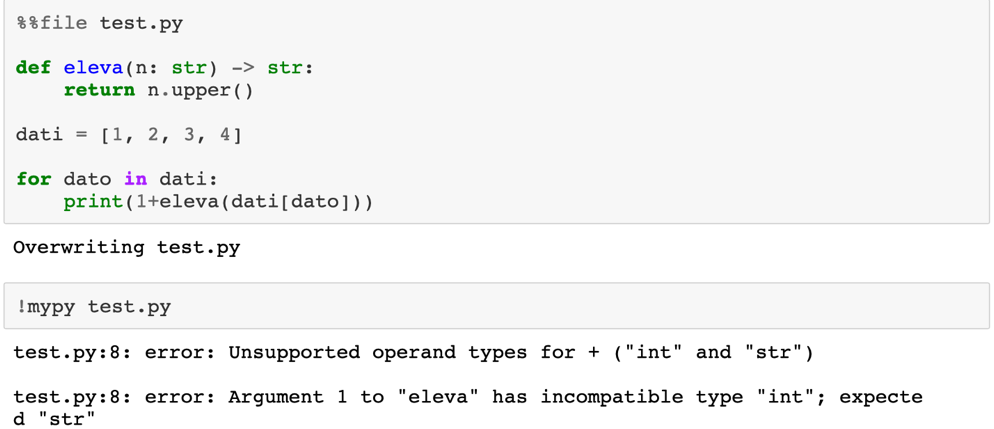 %%file test.py
def eleva(n: str) -> str:
    return n.upper()
dati = [1, 2, 3, 4]
for dato in dati:
    print(1+eleva(dati[dato]))
Overwriting test.py
!mypy test.py
test.py:8: error: Unsupported operand types for + ("int" and "str")
test.py:8: error: Argument 1 to "eleva" has incompatible type "int"; expecte
d "str"